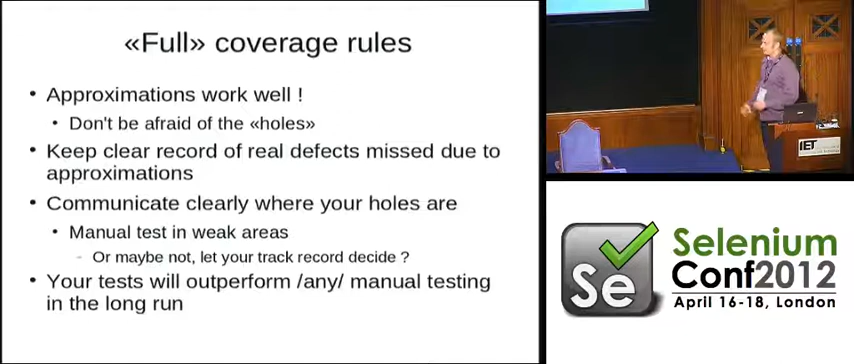 «Full» coverage rules
• Approximations work well !
• Don't be afraid of the «holes»
• Keep clear record of real defects missed due to
approximations
• Communicate clearly where your holes are
• Manual test in weak areas
- Or maybe not, let your track record decide ?
• Your tests will outperform /any/ manual testing
in the long run
IET
Se
Selenium
Conf2012
April 16-18, London